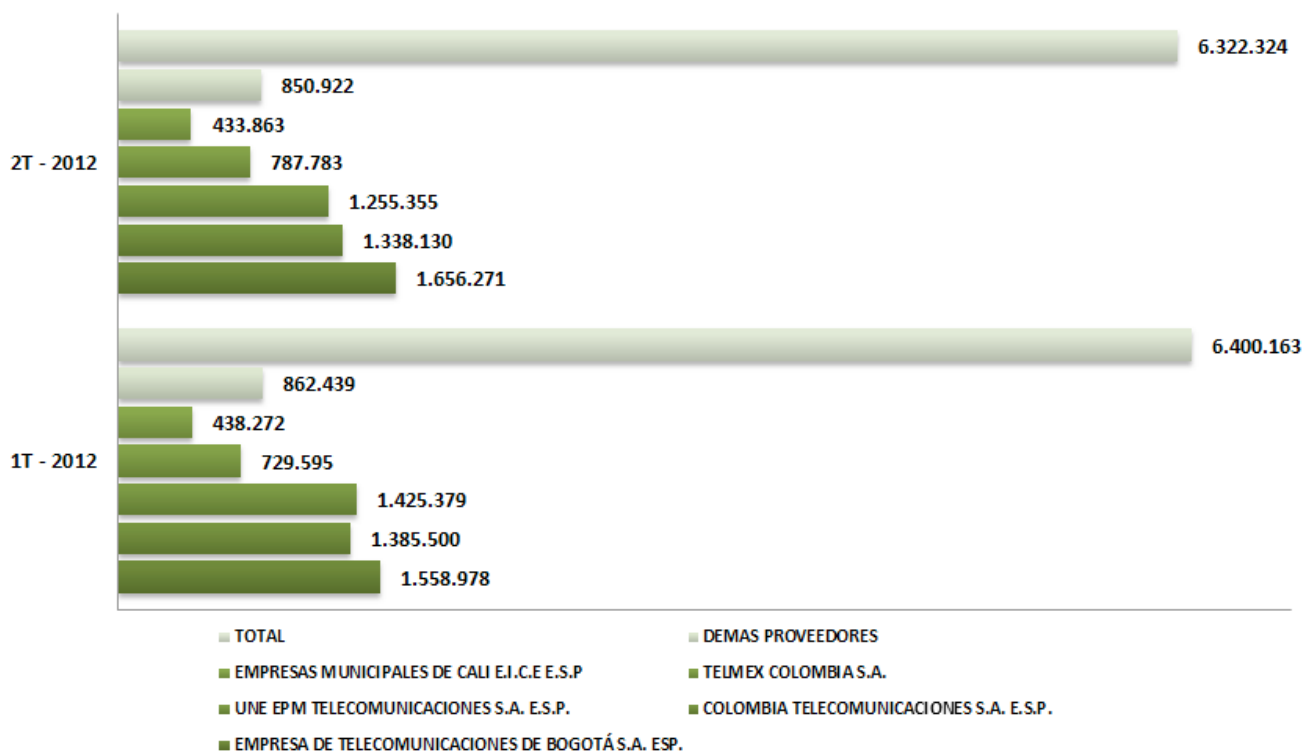 6.322.324
850.922
433.863
2T - 2012
787.783
1.255.355
1.338.130
1.656.271
6.400.163
862.439
438.272
1T - 2012
729.595
1.425.379
1.385.500
1.558.978
TOTAL
DEMAS PROVEEDORES
EMPRESAS MUNICIPALES DE CALI E.I.C.E E.S.P
TELMEX COLOMBIA S.A.
UNE EPM TELECOMUNICACIONES S.A. E.S.P.
COLOMBIA TELECOMUNICACIONES S.A. E.S.P.
EMPRESA DE TELECOMUNICACIONES DE BOGOTÁ S.A. ESP.